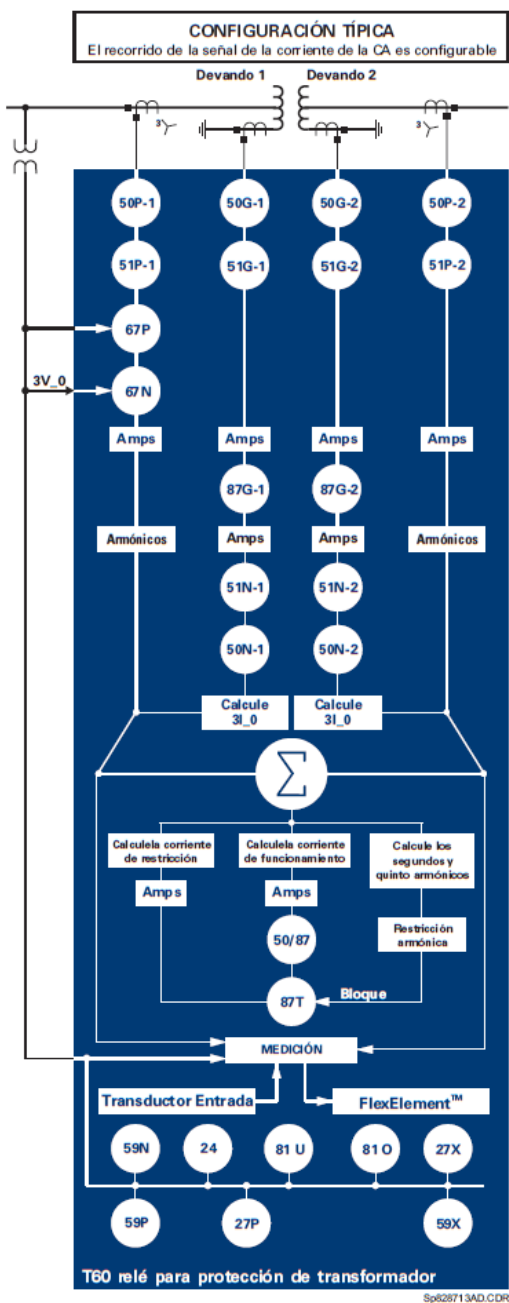 CONFIGURACIÓN TÍPICA
El recorrido de la señal de la corriente de la CA es configurable
Devando 1
Devando 2
3
3
50P-1
50G-1
50G-2
50P-2
51P-1
51G-1
51G-2
51P-2
67P
3V_0
67N
Amps
Amps
Amps
Amps
87G-1
87G-2
Armónicos
Amps
Amps
Armónicos
51N-1
51N-2
50N-1
50N-2
Calcule
3I_0
Calcule
3I_0
Σ
Calculela corriente
de restricción
Calculela corriente
de funcionamiento
Calcule los
segundos y
quinto armónicos
Amps
Amps
Restricción
armónica
50/87
87T
Bloque
MEDICIÓN
Transductor Entrada
FlexElement™
59N
24
81 U
81 O
27X
59P
27P
59X
T60 relé para protección de transformador
Sp828713AD.CDR